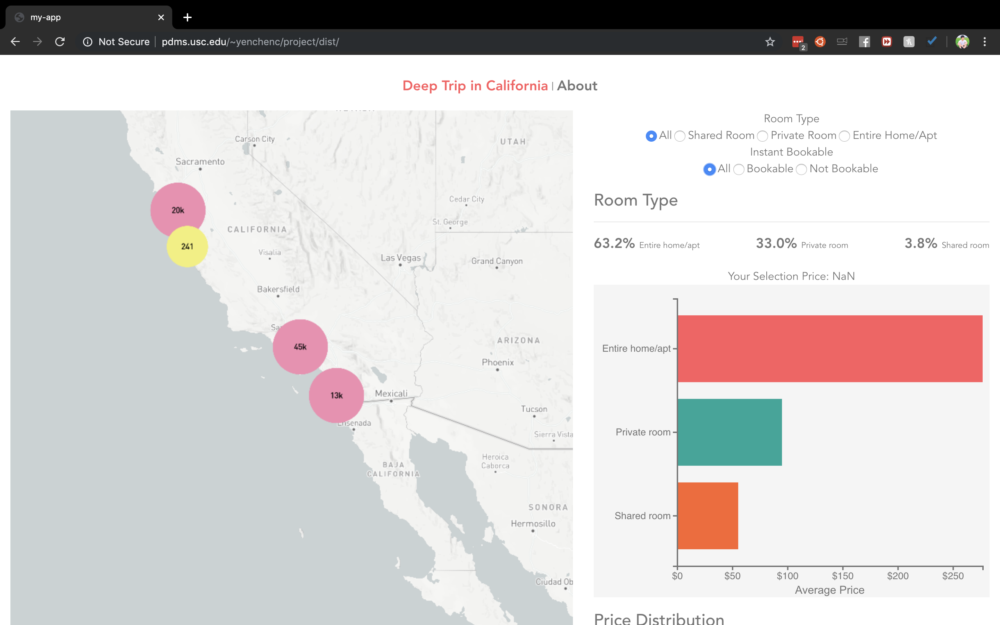 my-app
Not Secure pdms.usc.edu/~yenchenc/project/dist/
2
Deep Trip in California | About
Carson City
UTAH
Sacramento
Cedar City
20k
St. George
CALIFORNIA
241
Visalia
Las Vegas
Grand Canyon
Bakersfield
45k
ARIZONA
Phoenix
13k
Mexicali
Tucson
Ensenada
Sierra Vista
Heroica
Caborca
BAJA
CALIFORNIA
SONORA
Hermosillo
Ciudad Ob
Room Type
All Shared Room Private Room Entire Home/Apt
Instant Bookable
All Bookable Not Bookable
Room Type
63.2% Entire home/apt 33.0% Private room 3.8% Shared room
Your Selection Price: NaN
Entire home/apt
Private room
Shared room
$0 $50 $100 $150 $200 $250
Average Price
Price Distribution